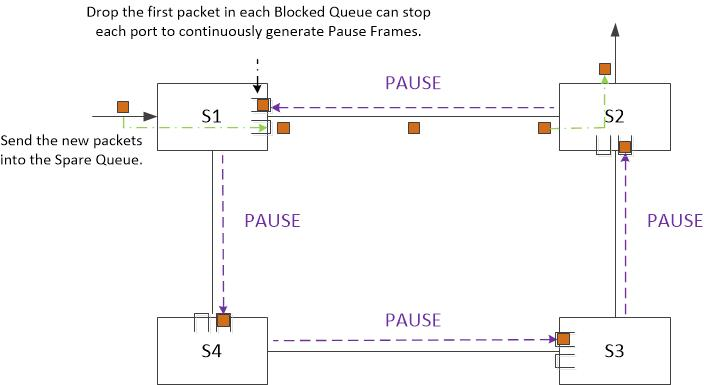 Drop the first packet in each Blocked Queue can stop
each port to continuously generate Pause Frames.
PAUSE
S1
S2
Send the new packets
into the Spare Queue.
PAUSE
PAUSE
PAUSE
S4
S3